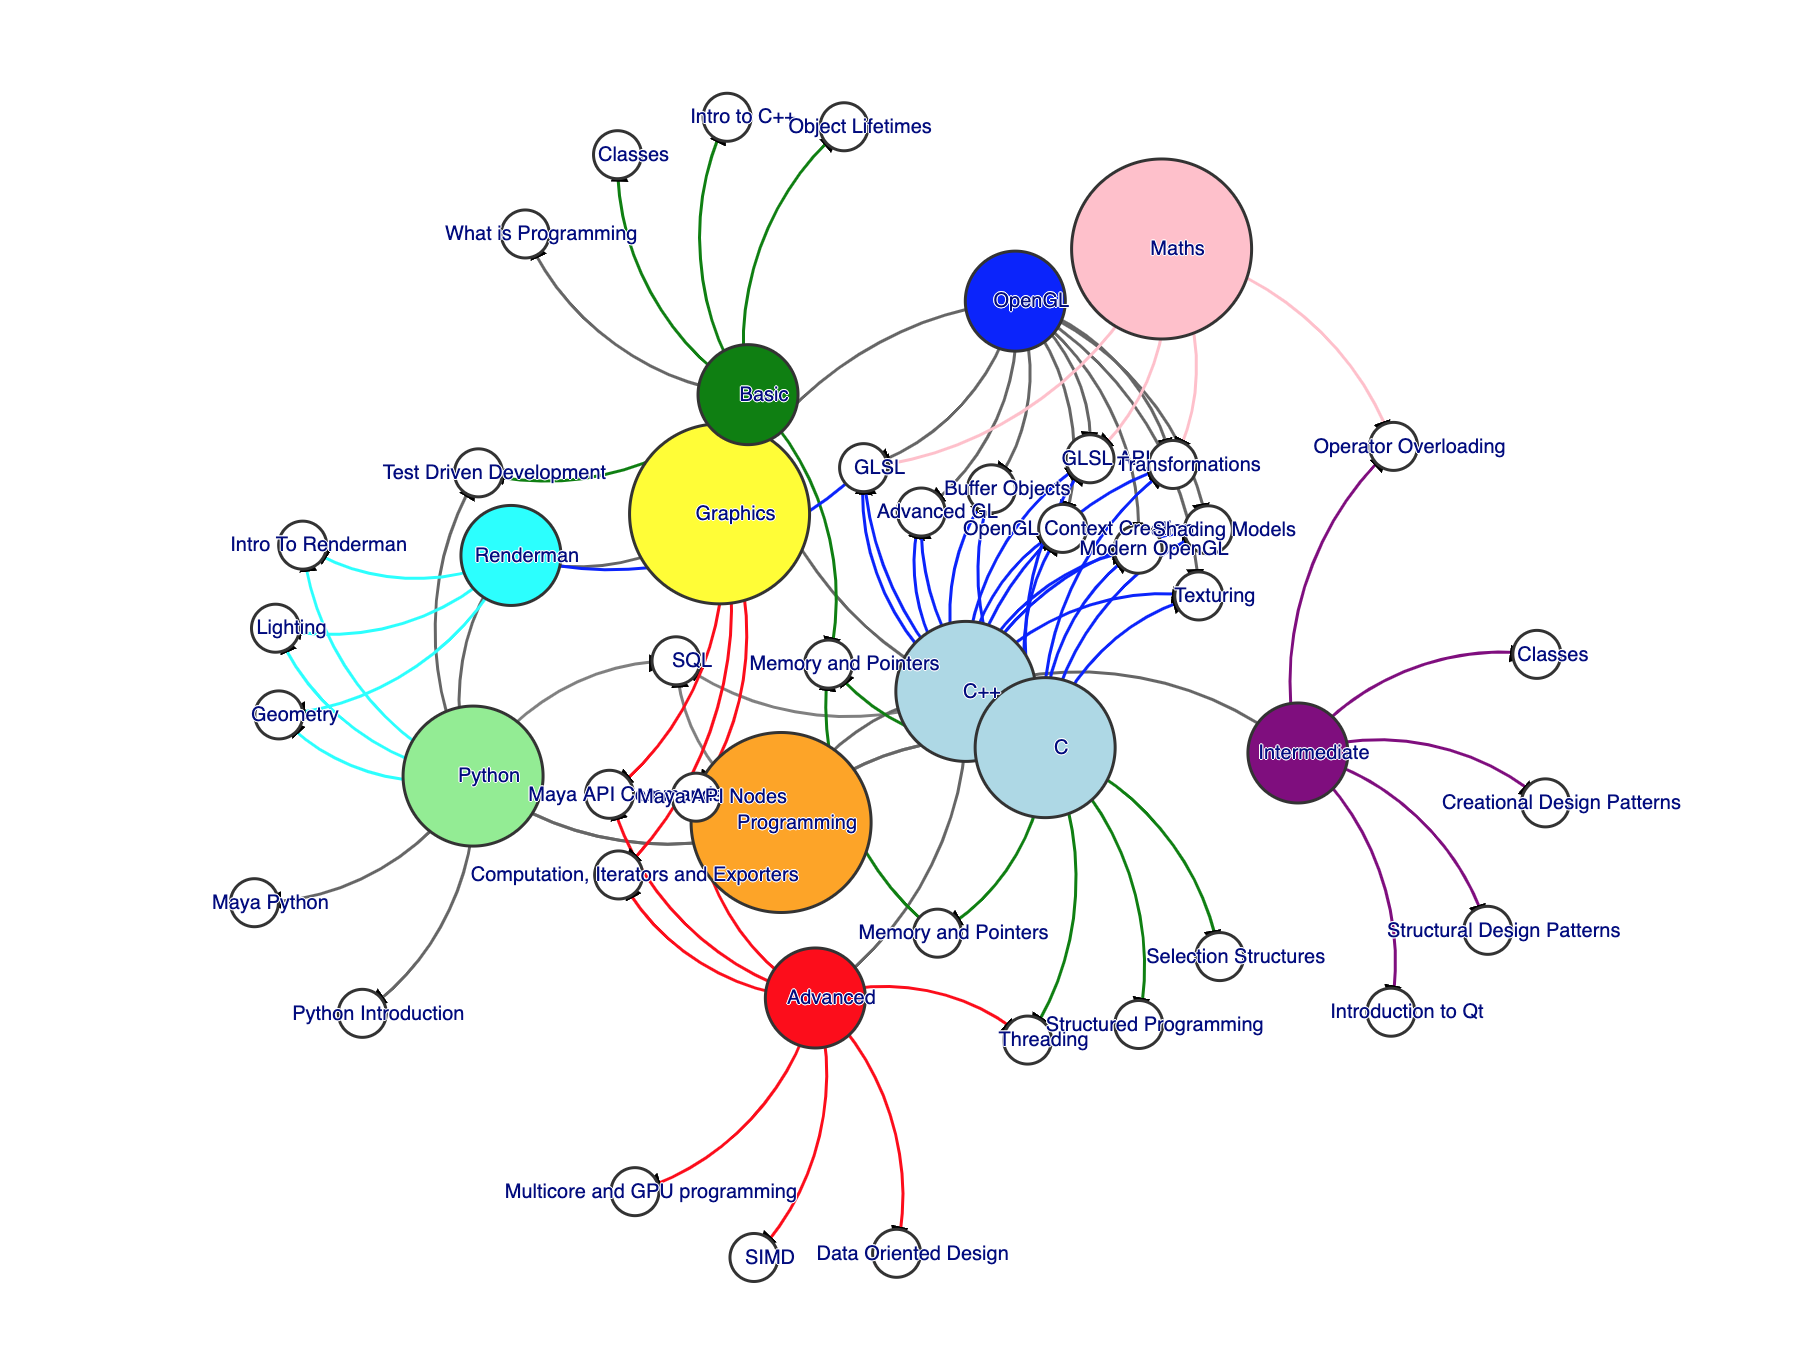 Intro to C++
Object Lifetimes
Classes
What is Programming
Maths
OpenGL
Basic
Operator Overloading
GLSL
GLSL API
Transformations
Test Driven Development
Buffer Objects
Graphics
Advanced GL
OpenGL Context
Shading Models
Intro To Renderman
Modern OpenGL
Renderman
Texturing
Lighting
SQL
Memory and Pointers
Classes
C++
Geometry
C
Intermediate
Python
Maya API
Maya API Nodes
Creational Design Patterns
Programming
Computation, Iterators and Exporters
Maya Python
Structural Design Patterns
Memory and Pointers
Selection Structures
Advanced
Python Introduction
Introduction to Qt
Structured Programming
Threading
Multicore and GPU programming
Data Oriented Design
SIMD